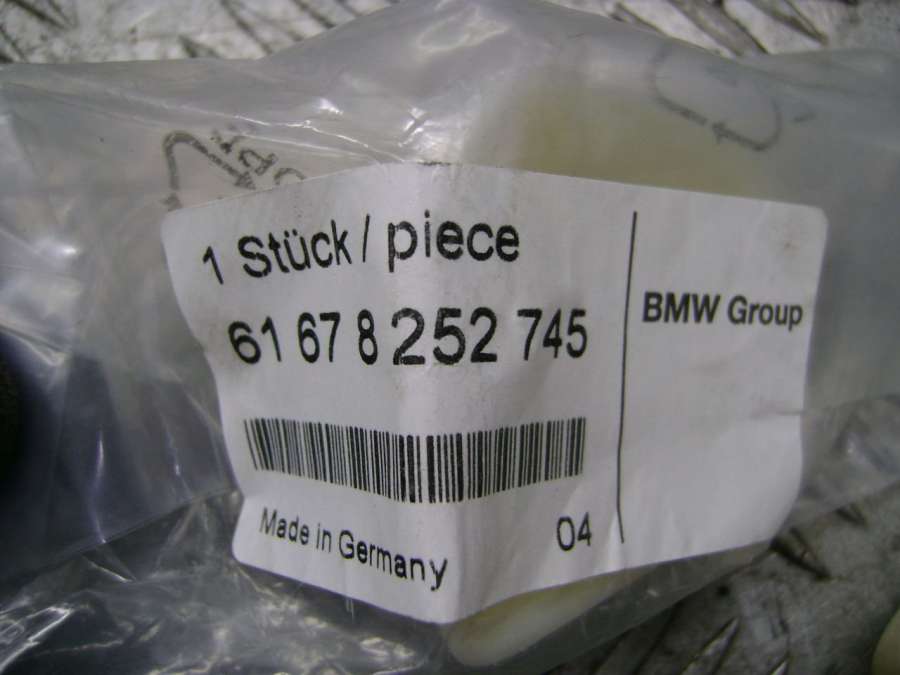 1 Stück / piece
61 67 8 252 745
BMW Group
Made in Germany
04